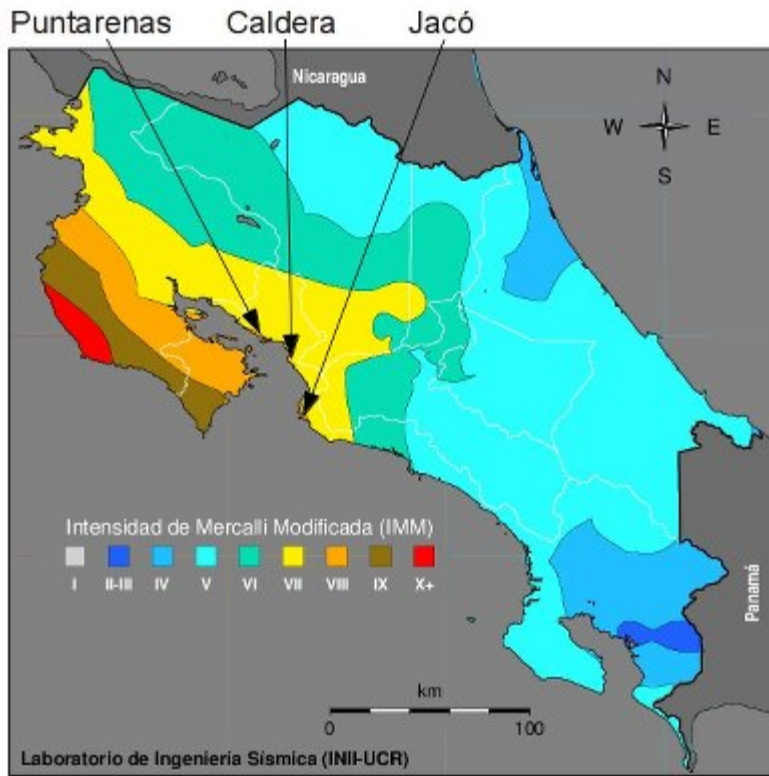 Puntarenas Caldera Jacó
Nicaragua
N
W E
S
Intensidad de Mercalli Modificada (IMM)
I II-III IV V VI VII VIII IX X+
Panamá
km
0 100
Laboratorio de Ingeniería Sísmica (INII-UCR)